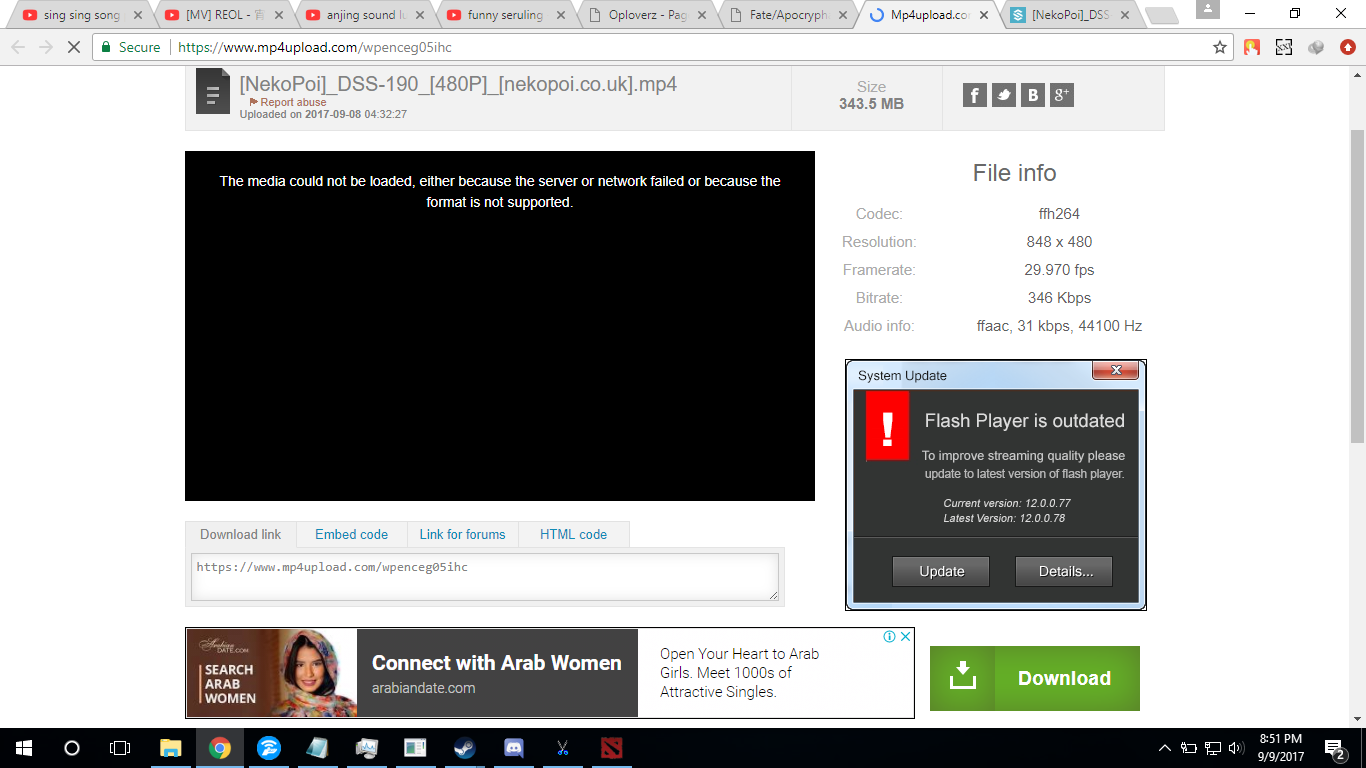 sing sing song
[MV] REOL - 
anjing sound lu
funny seruling
Oploverz - Pag
Fate/Apocryph
Mp4upload.co
[NekoPoi]_DSS
Secure
https://www.mp4upload.com/wpenceg05ihc
[NekoPoi]_DSS-190_[480P]_[nekopoi.co.uk].mp4
Report abuse
Uploaded on 2017-09-08 04:32:27
Size
343.5 MB
The media could not be loaded, either because the server or network failed or because the
format is not supported.
File info
Codec: ffh264
Resolution: 848 x 480
Framerate: 29.970 fps
Bitrate: 346 Kbps
Audio info: ffaac, 31 kbps, 44100 Hz
System Update
Flash Player is outdated
To improve streaming quality please
update to latest version of flash player.
Current version: 12.0.0.77
Latest Version: 12.0.0.78
Update Details...
Download link Embed code Link for forums HTML code
https://www.mp4upload.com/wpenceg05ihc
Arabian
DATE.COM
SEARCH
ARAB
WOMEN
Connect with Arab Women
arabiandate.com
Open Your Heart to Arab
Girls. Meet 1000s of
Attractive Singles.
Download
8:51 PM
9/9/2017
2